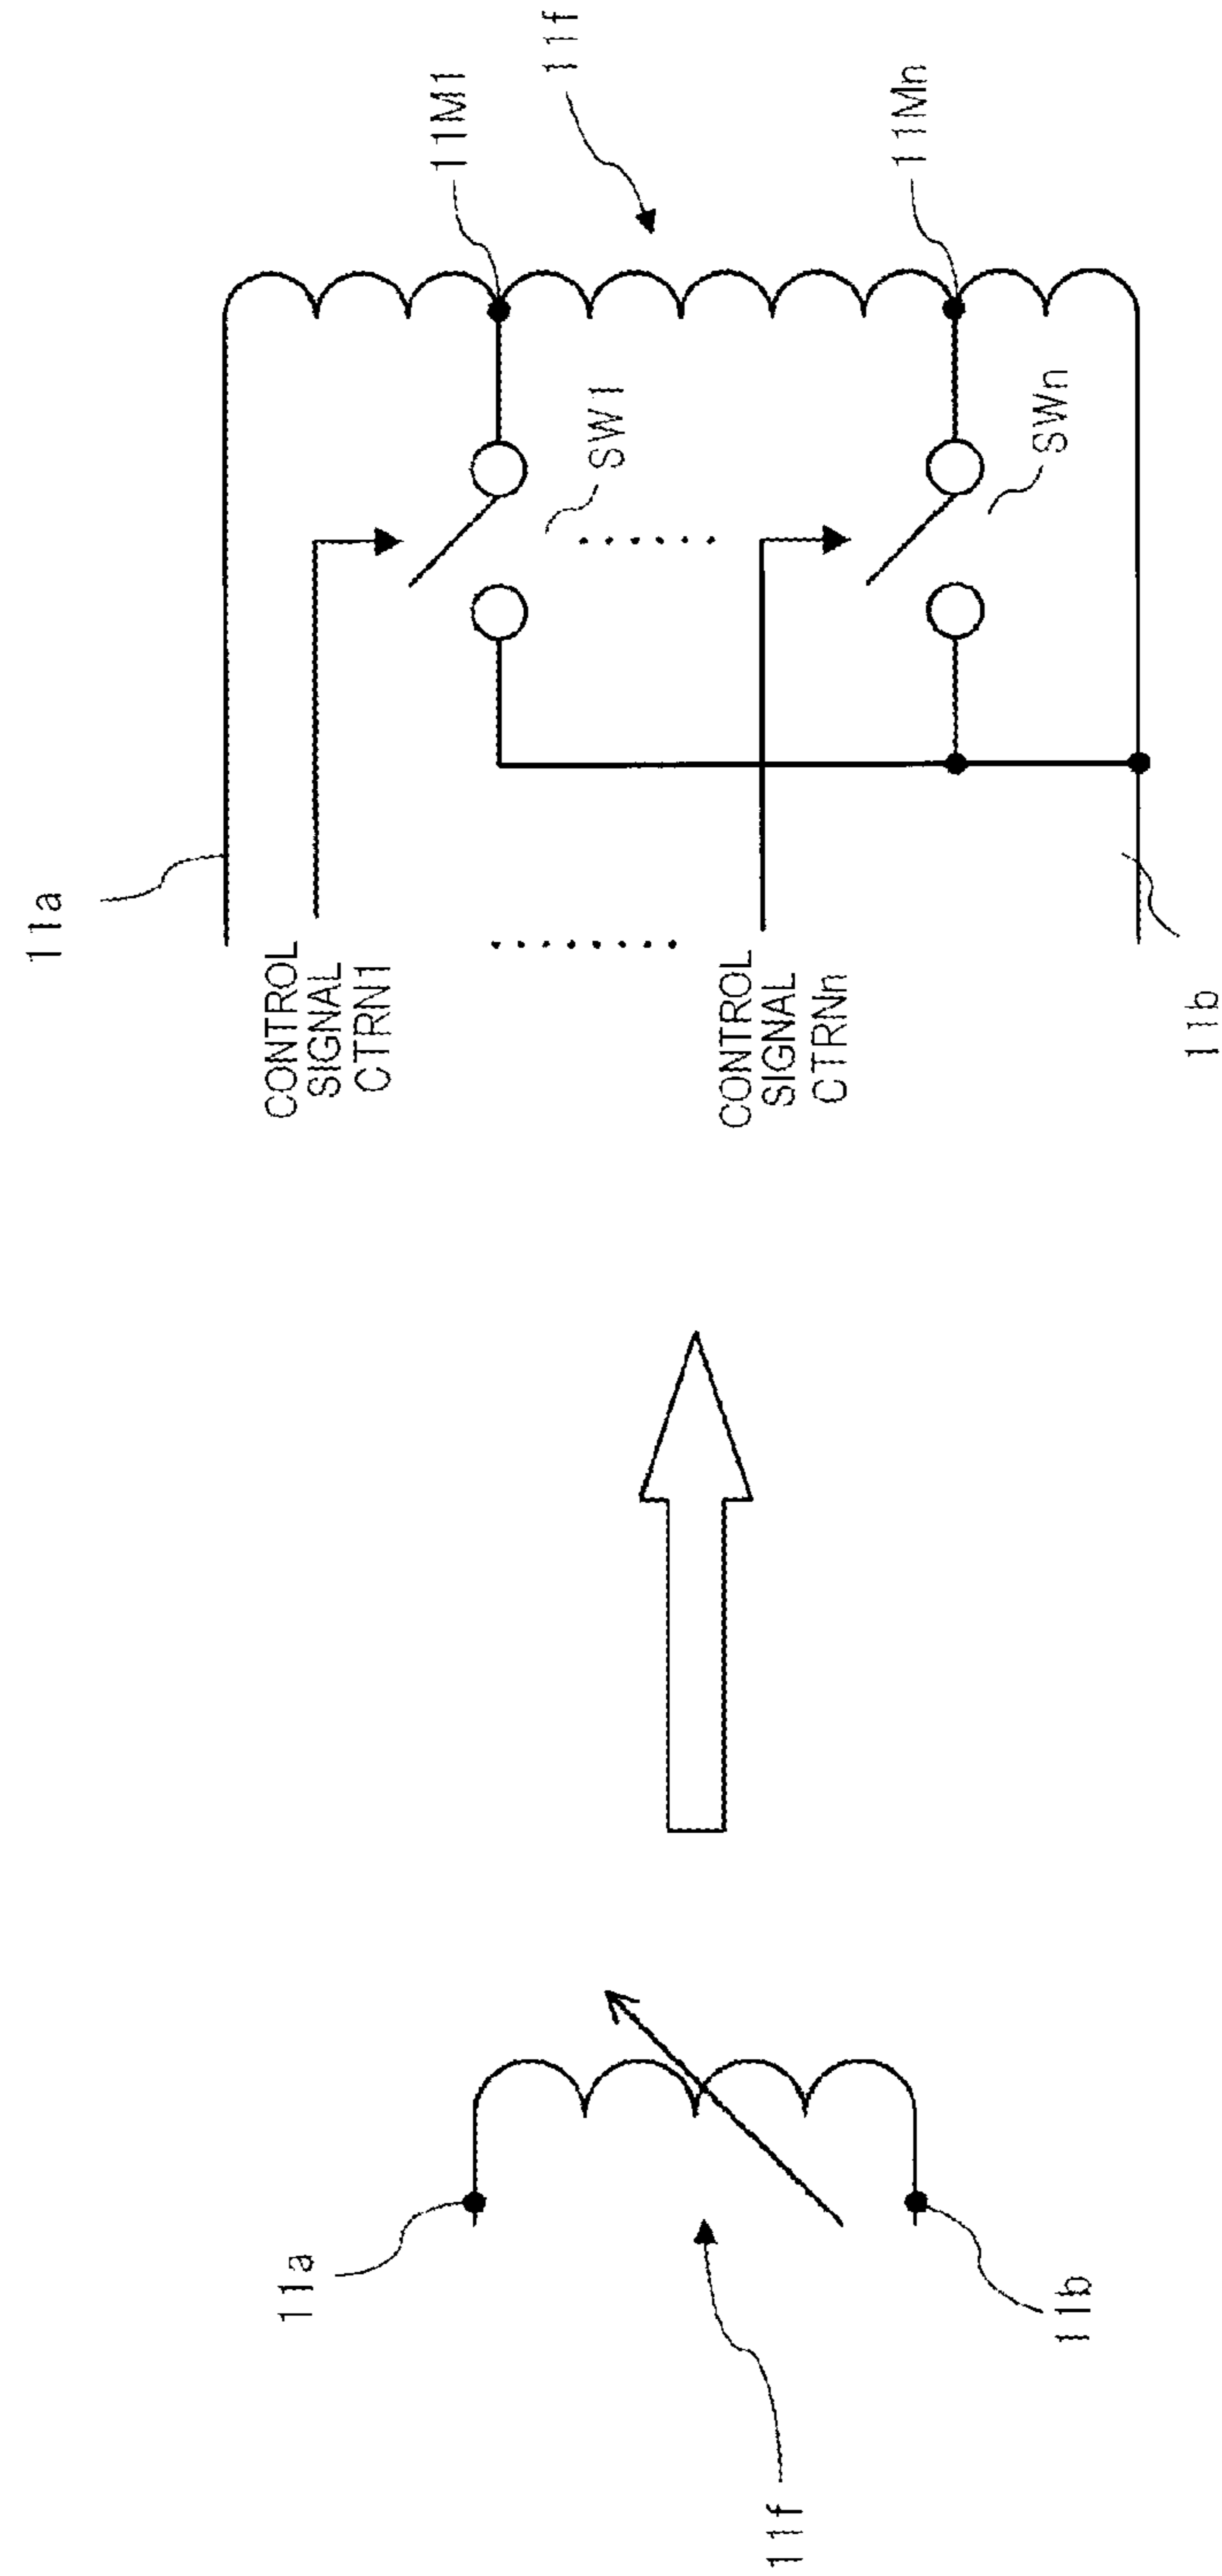 11a
11f
11b
11a
CONTROL
SIGNAL
CTRN1
CONTROL
SIGNAL
CTRNn
11b
SW1
SWn
11M1
11f
11Mn